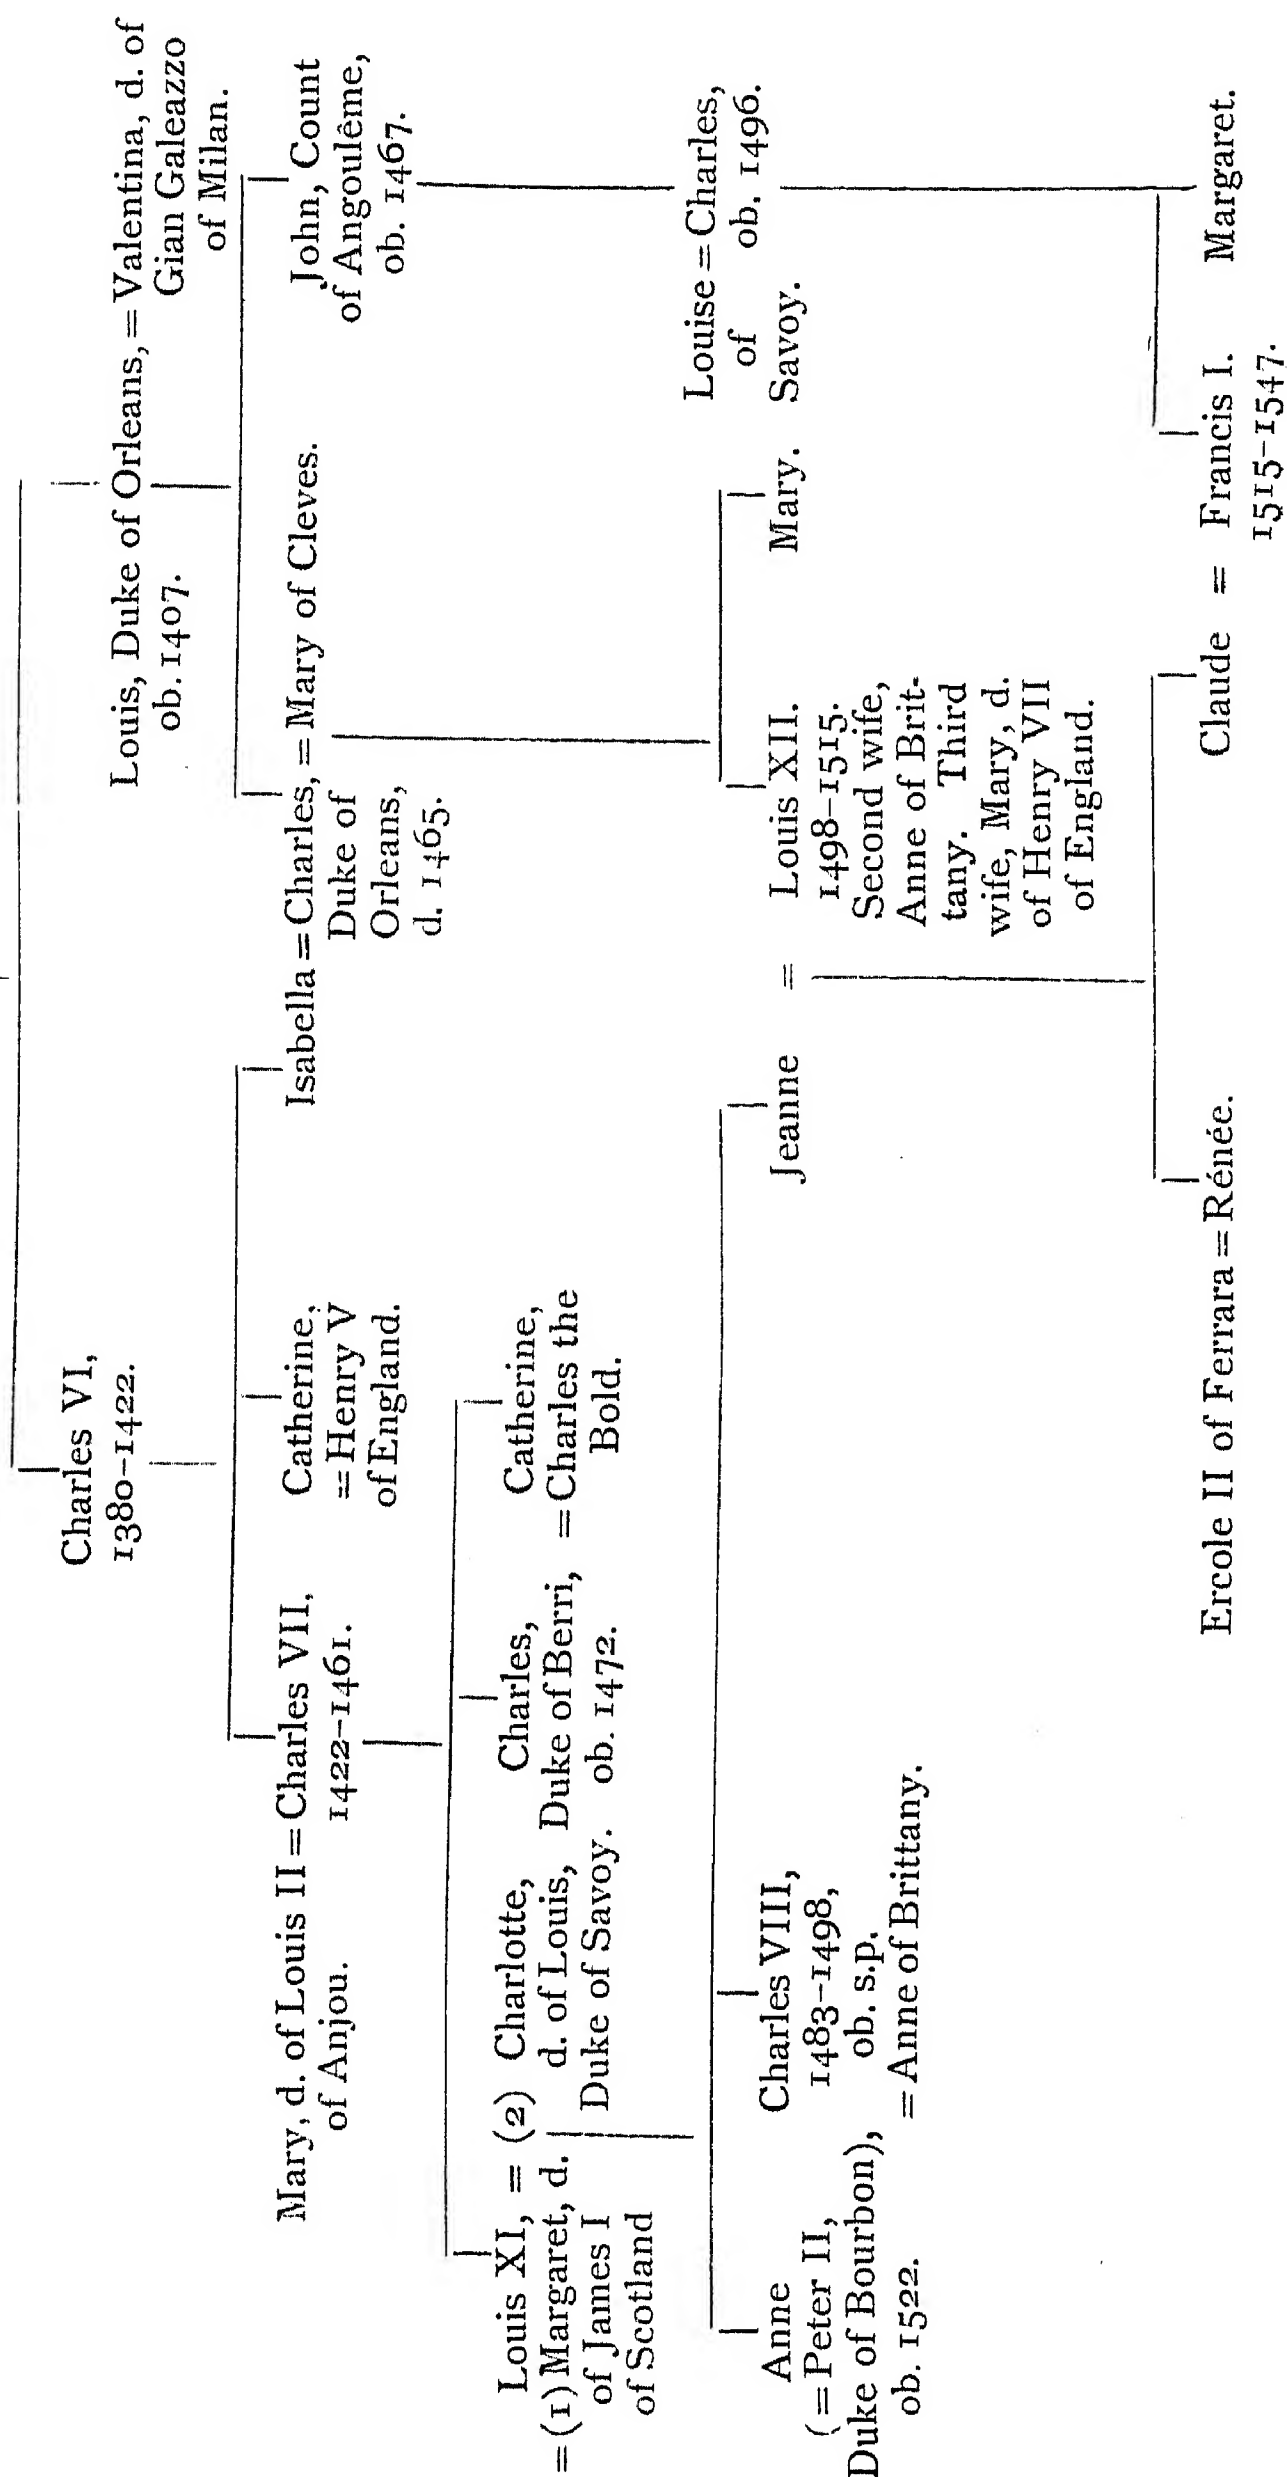 Charles VI,
1380-1422.
Louis, Duke of Orleans, = Valentina, d. of
ob. 1407.
Gian Galeazzo
of Milan.
Mary, d. of Louis II = Charles VII,
of Anjou.
1422-1461.
Catherine,
= Henry V
of England.
Isabella = Charles, = Mary of Cleves.
Duke of
Orleans,
d. 1465.
John, Count
of Angoulême,
ob. 1467.
Louis XI, = (2) Charlotte,
= (1) Margaret, d.
of James I
of Scotland
d. of Louis,
Duke of Savoy.
Charles,
Duke of Berri,
ob. 1472.
Catherine,
= Charles the
Bold.
Louise = Charles,
of
Savoy.
ob. 1496.
Anne
(= Peter II,
Duke of Bourbon),
ob. 1522.
Charles VIII,
1483-1498,
ob. s.p.
= Anne of Brittany.
Jeanne = Louis XII.
1498-1515.
Second wife,
Anne of Brit-
tany. Third
wife, Mary, d.
of Henry VII
of England.
Mary.
Ercole II of Ferrara = Rénée.
Claude = Francis I.
1515-1547.
Margaret.